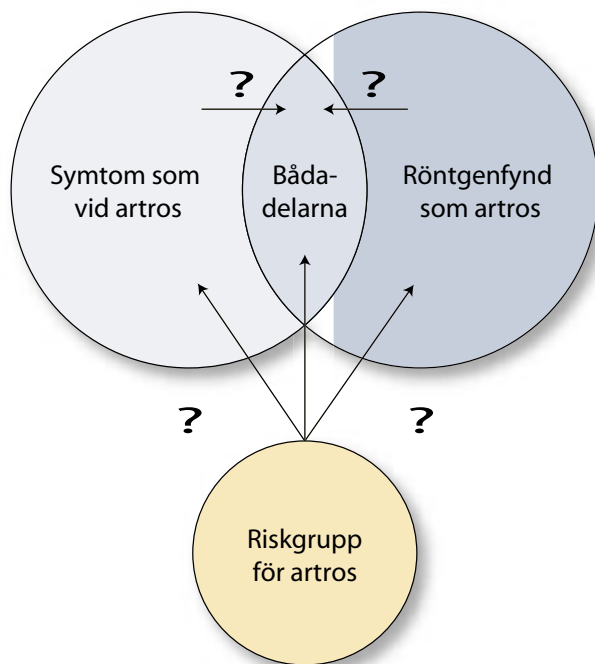 ?
?
Symtom som
vid artros
Båda-
delarna
Röntgenfynd
som artros
?
?
Riskgrupp
för artros